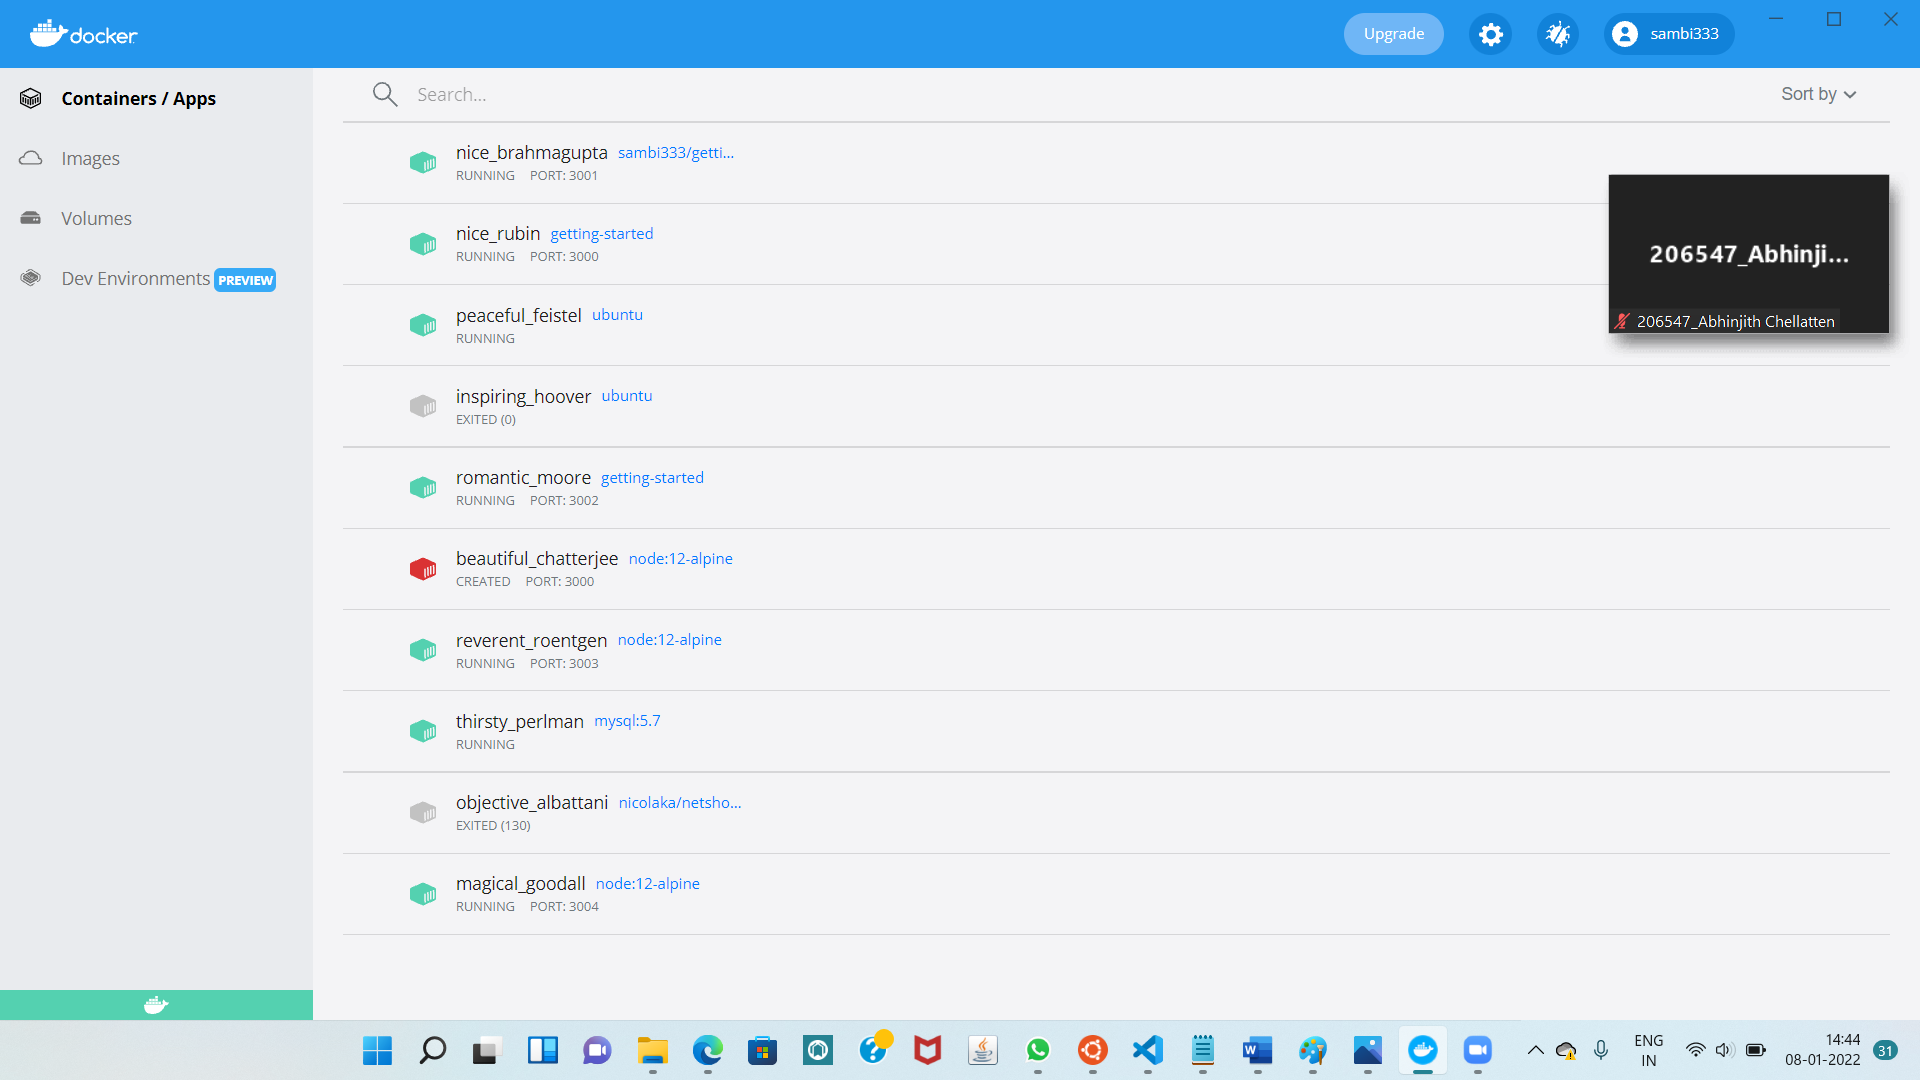 docker
Upgrade
sambi333
Containers / Apps
Images
Volumes
Dev Environments PREVIEW
Search...
Sort by
nice_brahmagupta sambi333/getti...
RUNNING PORT: 3001
nice_rubin getting-started
RUNNING PORT: 3000
peaceful_feistel ubuntu
RUNNING
inspiring_hoover ubuntu
EXITED (0)
romantic_moore getting-started
RUNNING PORT: 3002
beautiful_chatterjee node:12-alpine
CREATED PORT: 3000
reverent_roentgen node:12-alpine
RUNNING PORT: 3003
thirsty_perlman mysql:5.7
RUNNING
objective_albattani nicolaka/netsho...
EXITED (130)
magical_goodall node:12-alpine
RUNNING PORT: 3004
206547_Abhinji...
206547_Abhinjith Chellatten
ENG
IN
14:44
08-01-2022
31